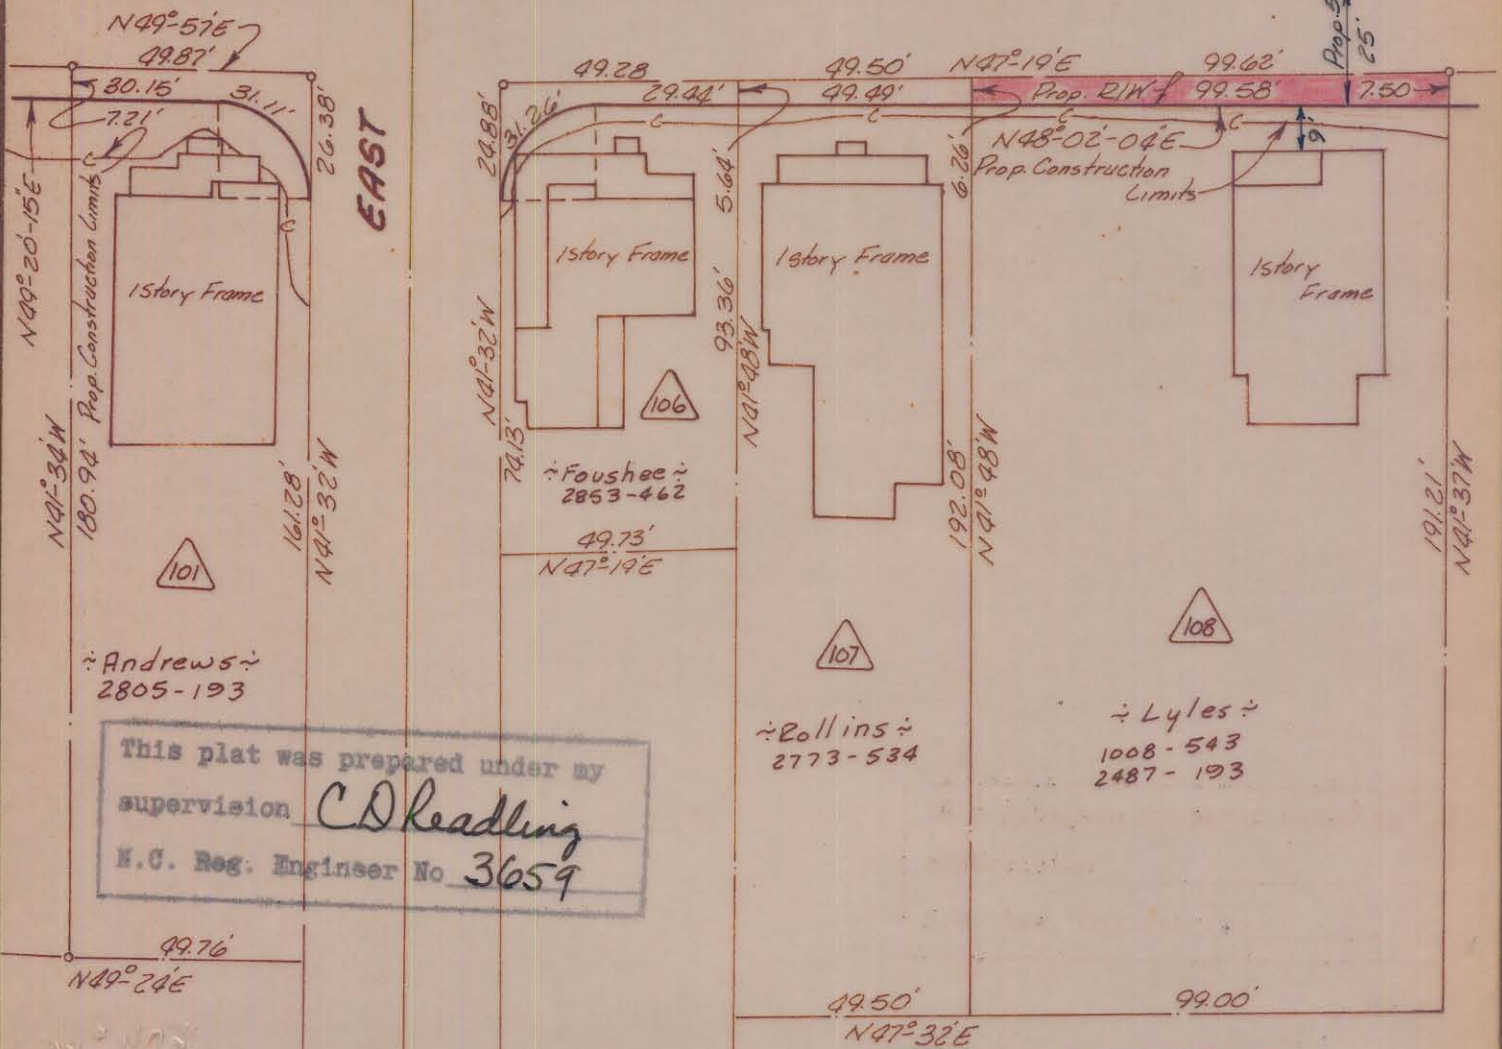 N49°-57'E
49.87'
30.15'
31.11'
7.21'
26.38'
EAST
N49°-20'-15"E
Prop. Construction Limits
1 Story Frame
N41°-34'W
180.94'
161.28'
N41°-32'W
101
÷Andrews÷
2805-193
49.76'
N49°-24'E
49.28
29.44'
24.88'
31.26'
1 Story Frame
N41°-32'W
74.13'
106
÷Foushee÷
2853-462
49.73'
N47°-19'E
5.64'
93.36'
N41°-48'W
49.50'
49.49'
1 Story Frame
6.26'
192.08'
N41°-48'W
107
÷Rollins÷
2773-534
49.50'
N47°-32'E
N47°-19'E
99.62'
Prop. R/W
99.58'
7.50
25'
9'
N48°-02'-04"E
Prop. Construction
Limits
1 Story
Frame
191.21'
N41°-37'W
108
÷Lyles÷
1008-543
2487-193
99.00'
C
C
C
C
C
C
This plat was prepared under my
supervision CD Readling
N.C. Reg. Engineer No 3659